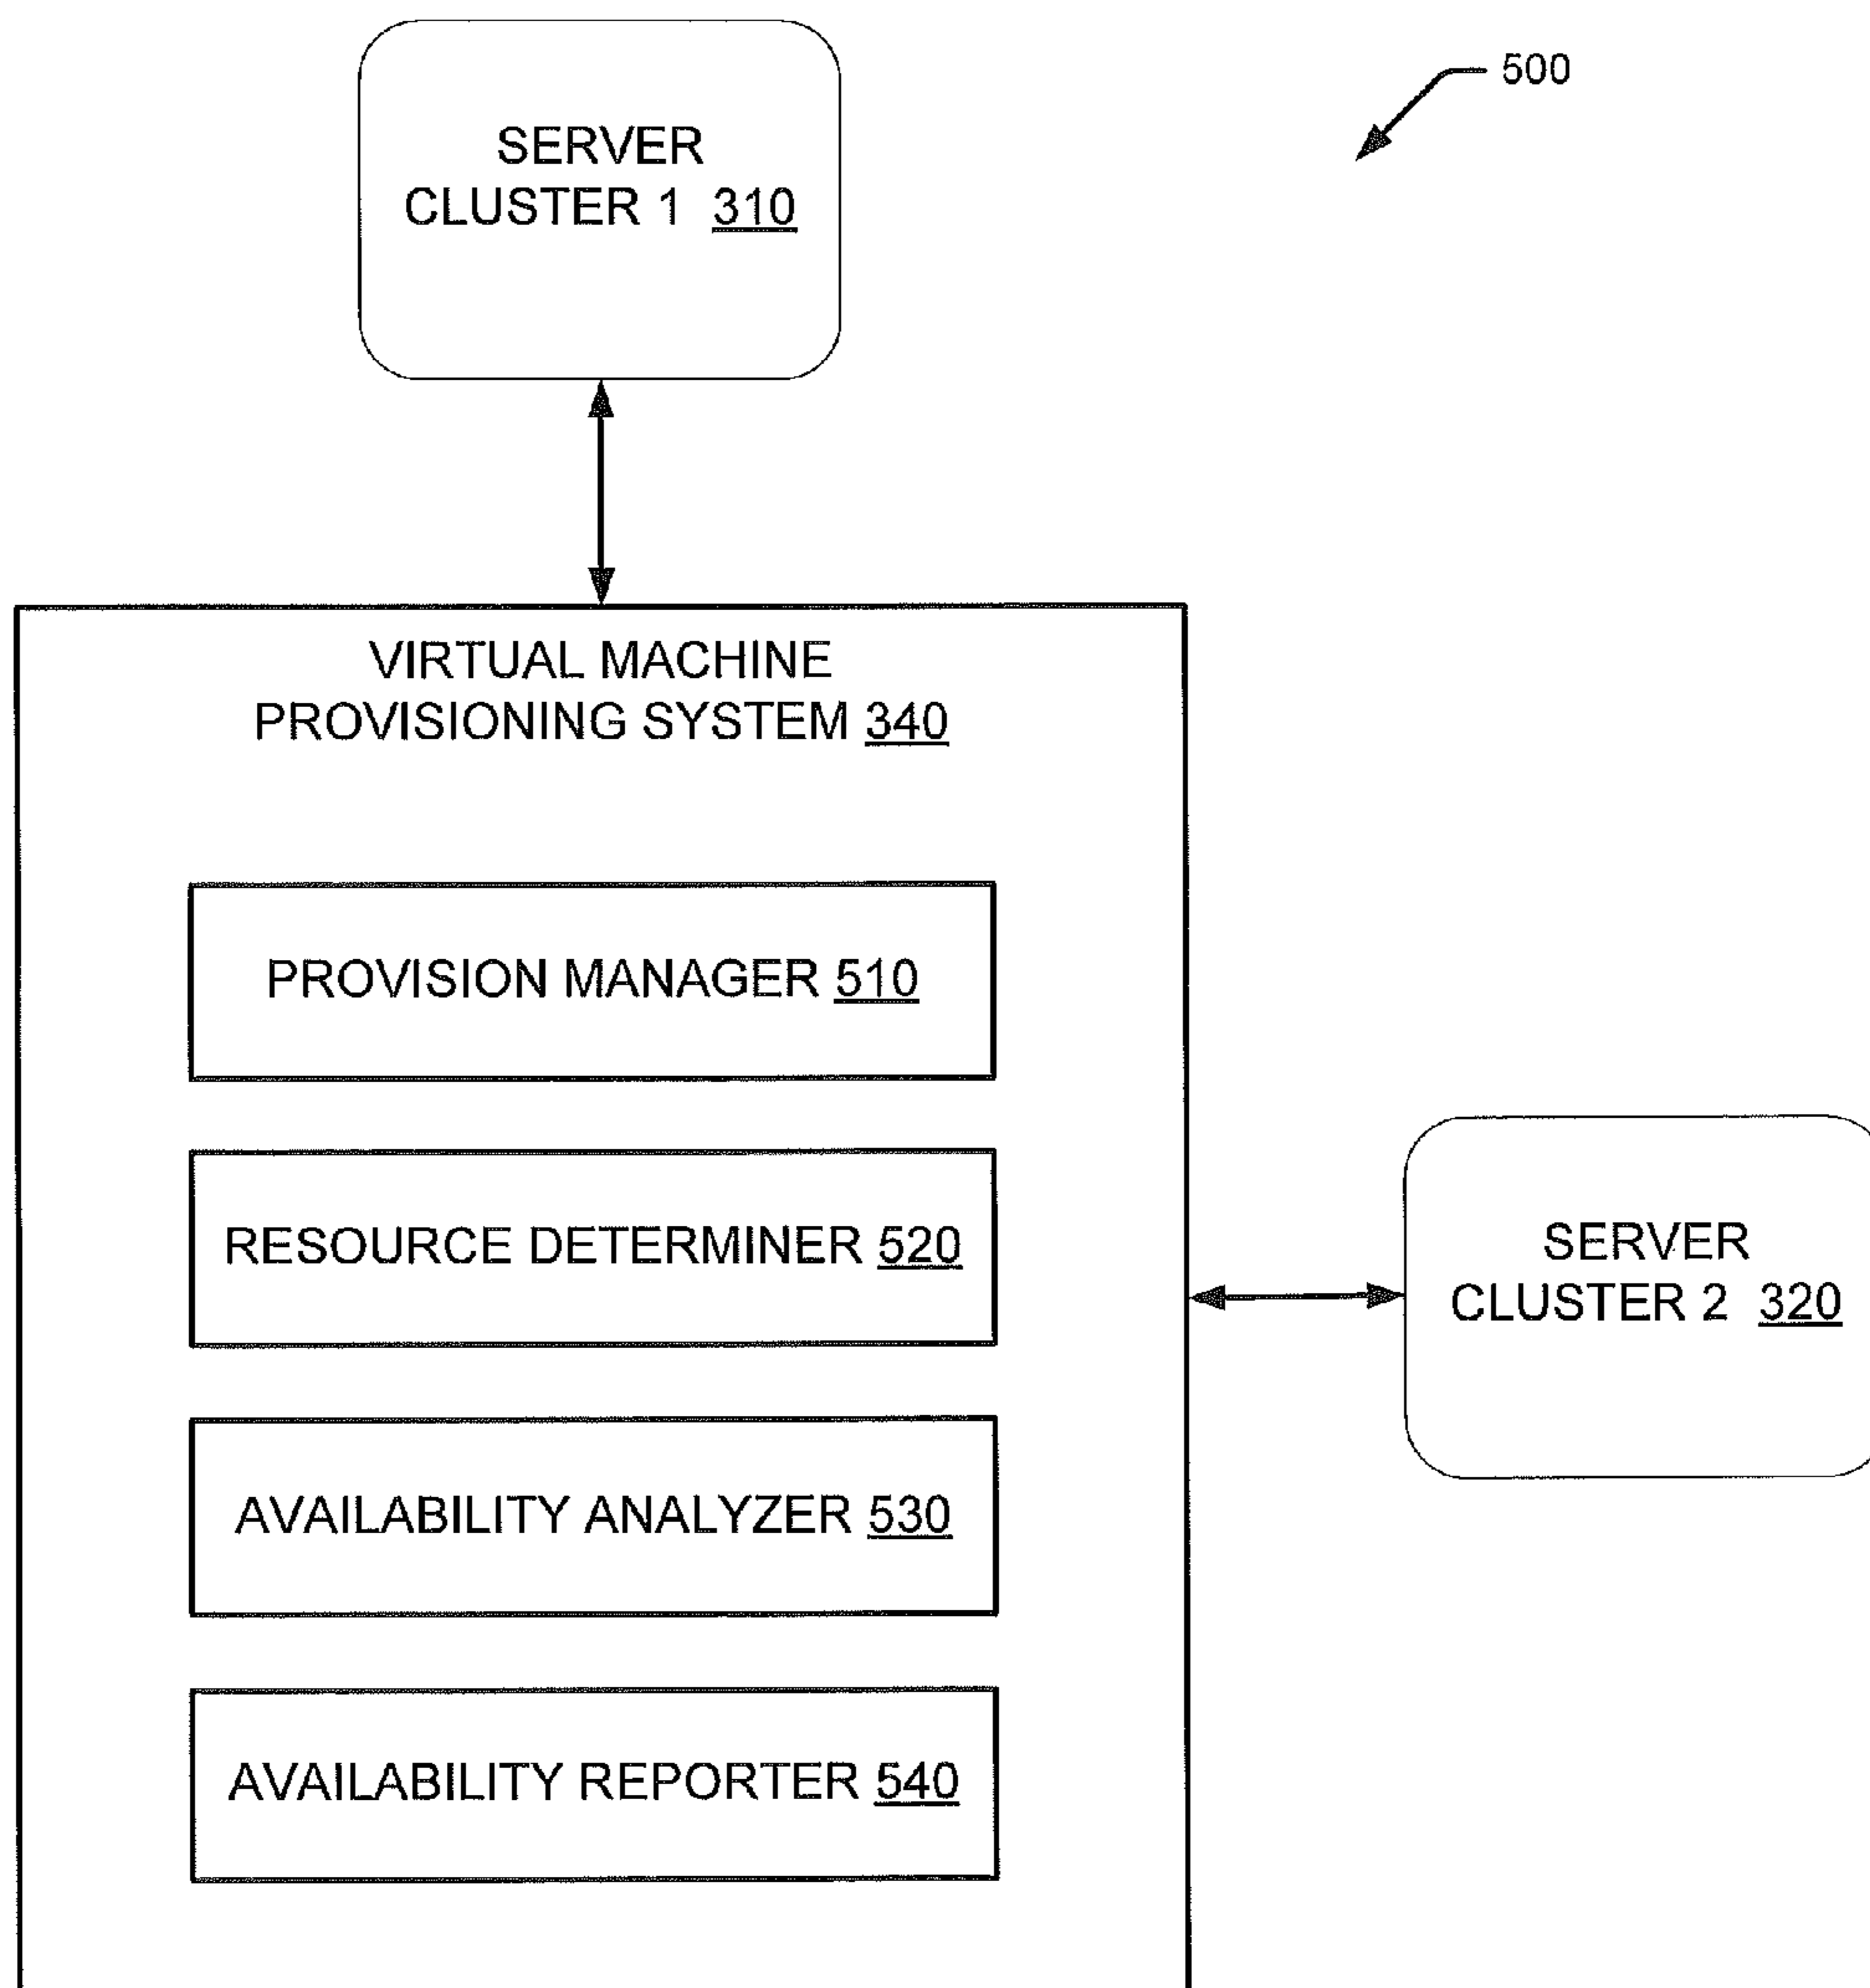 500
SERVER
CLUSTER 1 310
VIRTUAL MACHINE
PROVISIONING SYSTEM 340
PROVISION MANAGER 510
RESOURCE DETERMINER 520
SERVER
CLUSTER 2 320
AVAILABILITY ANALYZER 530
AVAILABILITY REPORTER 540